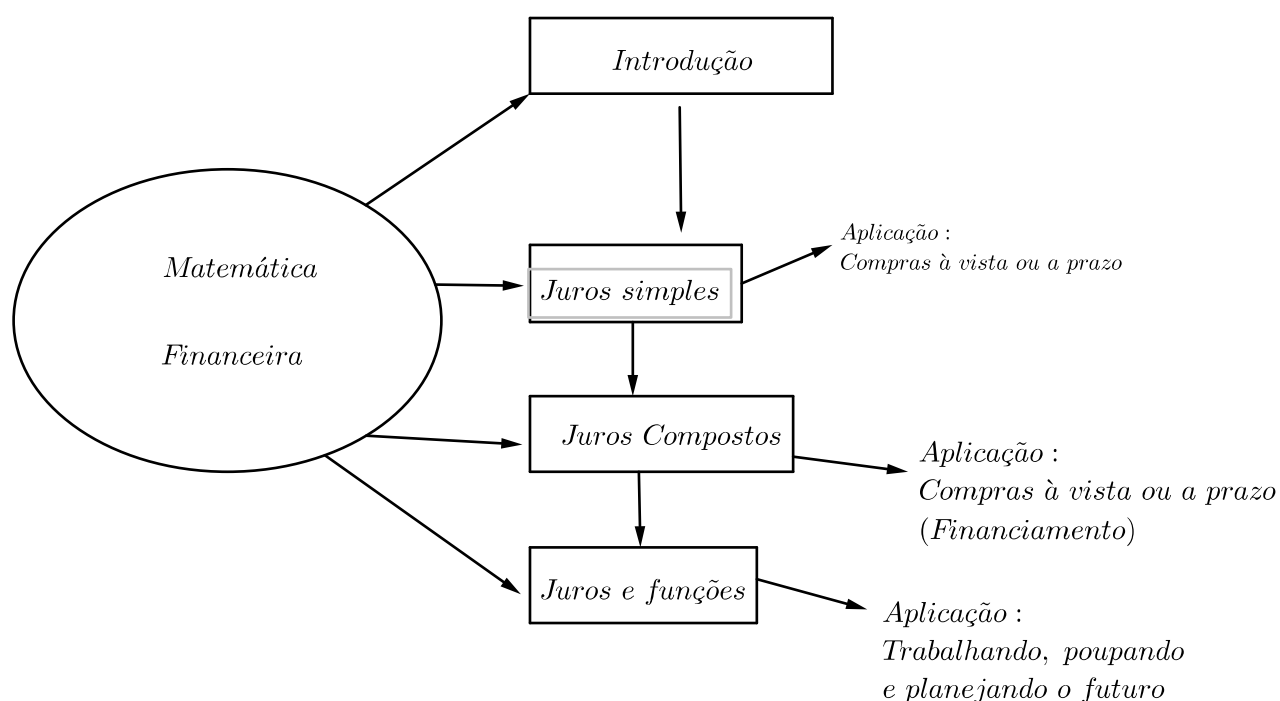 Introdução
Matemática
Financeira
Juros simples
Aplicação :
Compras à vista ou a prazo
Juros Compostos
Aplicação :
Compras à vista ou a prazo
(Financiamento)
Juros e funções
Aplicação :
Trabalhando, poupando
e planejando o futuro